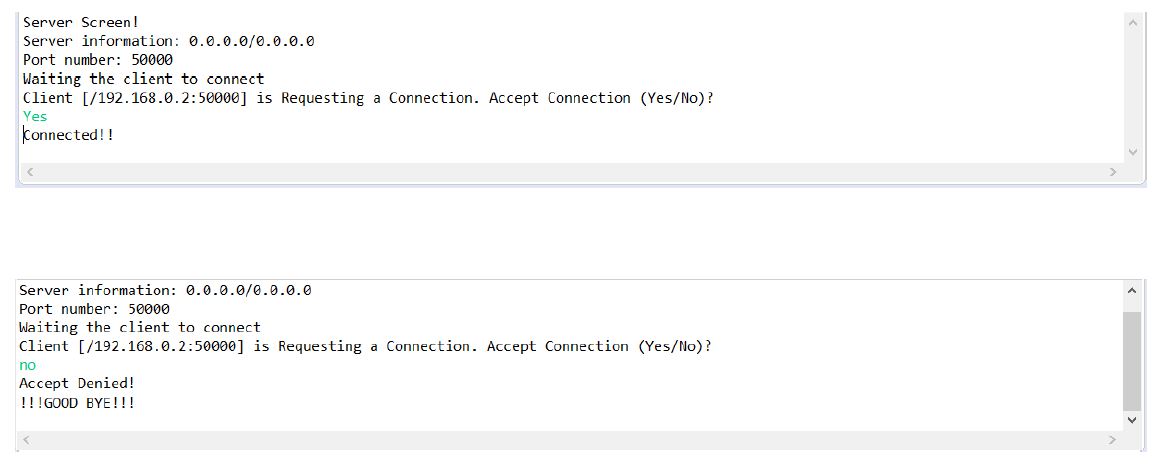 Server Screen!
Server information: 0.0.0.0/0.0.0.0
Port number: 50000
Waiting the client to connect
Client [/192.168.0.2:50000] is Requesting a Connection. Accept Connection (Yes/No)?
Yes
Connected!!
Server information: 0.0.0.0/0.0.0.0
Port number: 50000
Waiting the client to connect
Client [/192.168.0.2:50000] is Requesting a Connection. Accept Connection (Yes/No)?
no
Accept Denied!
!!!GOOD BYE!!!